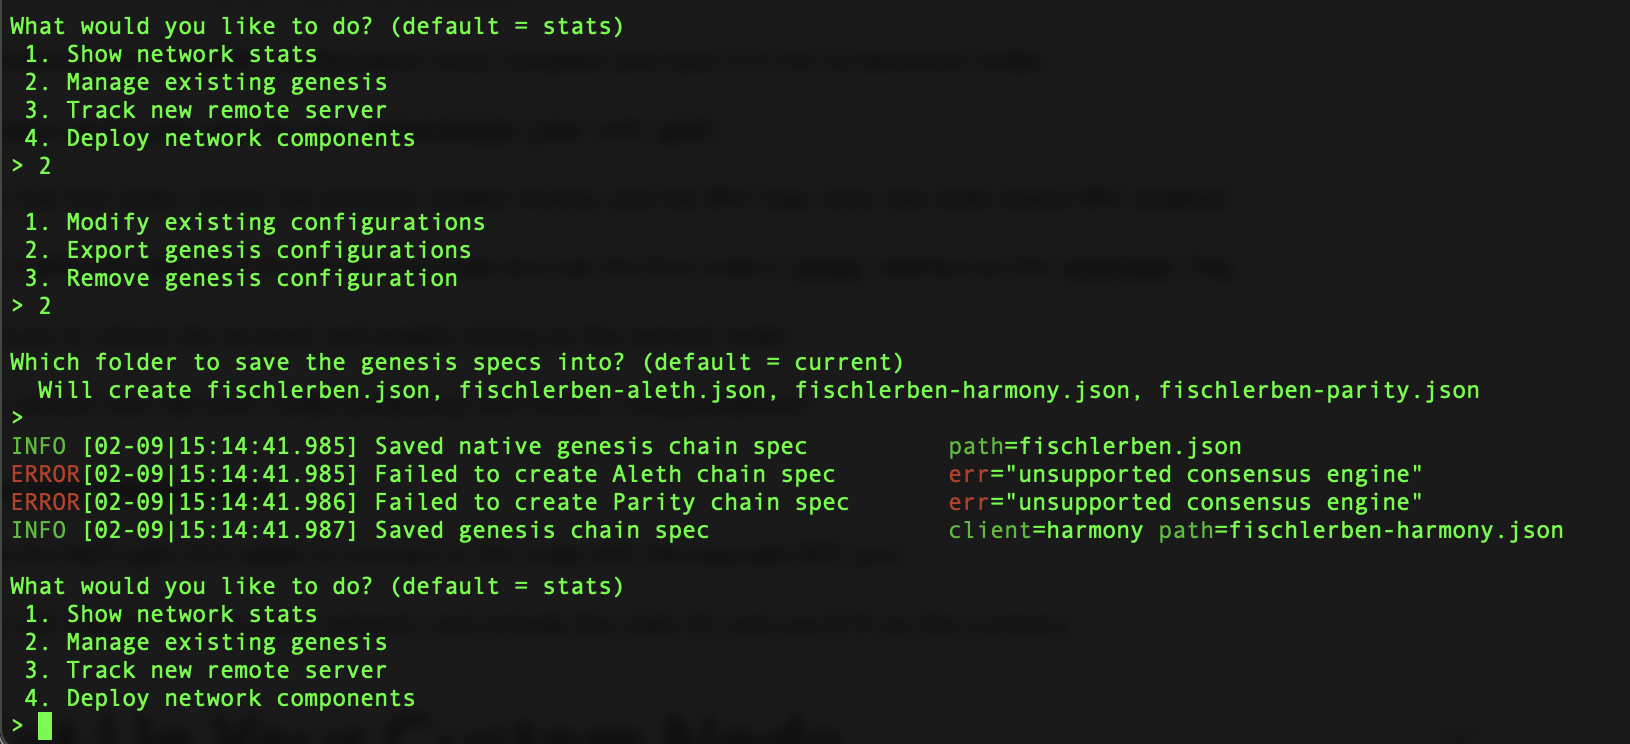 What would you like to do? (default = stats)
1. Show network stats
2. Manage existing genesis
3. Track new remote server
4. Deploy network components
> 2
1. Modify existing configurations
2. Export genesis configurations
3. Remove genesis configuration
> 2
Which folder to save the genesis specs into? (default = current)
Will create fischlerben.json, fischlerben-aleth.json, fischlerben-harmony.json, fischlerben-parity.json
>
INFO [02-09|15:14:41.985] Saved native genesis chain spec path=fischlerben.json
ERROR[02-09|15:14:41.985] Failed to create Aleth chain spec err="unsupported consensus engine"
ERROR[02-09|15:14:41.986] Failed to create Parity chain spec err="unsupported consensus engine"
INFO [02-09|15:14:41.987] Saved genesis chain spec client=harmony path=fischlerben-harmony.json
What would you like to do? (default = stats)
1. Show network stats
2. Manage existing genesis
3. Track new remote server
4. Deploy network components
>